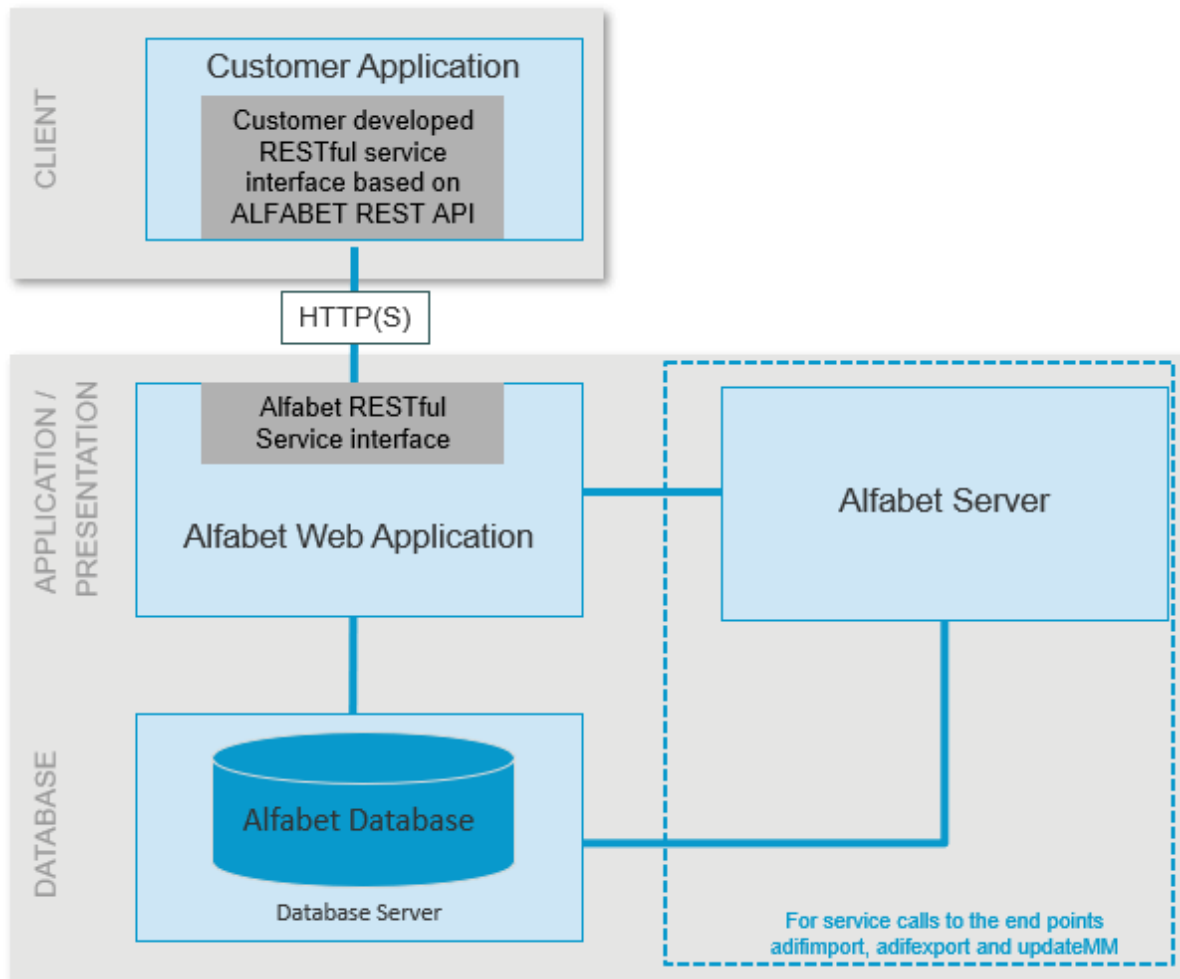 CLIENT
Customer Application
Customer developed
RESTful service
interface based on
ALFABET REST API
HTTP(S)
APPLICATION /
PRESENTATION
Alfabet RESTful
Service interface
Alfabet Web Application
Alfabet Server
DATABASE
Alfabet Database
Database Server
For service calls to the end points
adifimport, adifexport and updateMM